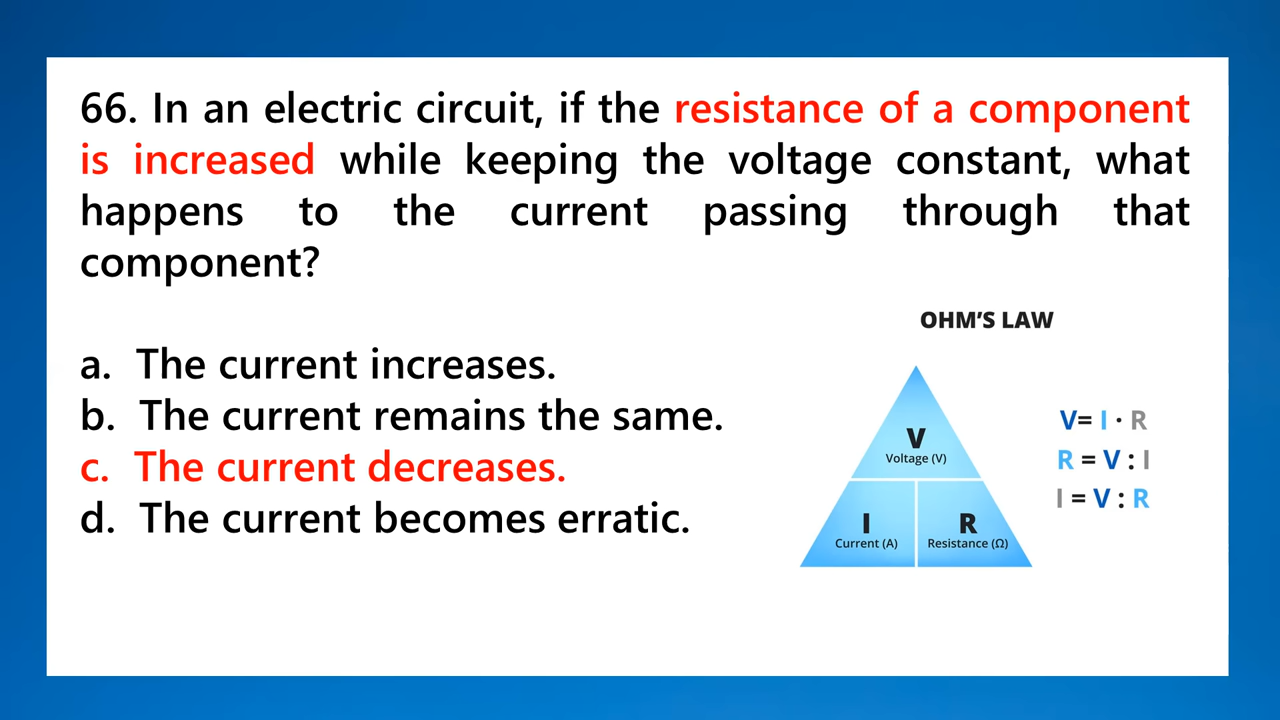 66. In an electric circuit, if the resistance of a component
is increased while keeping the voltage constant, what
happens to the current passing through that
component?
a. The current increases.
b. The current remains the same.
c. The current decreases.
d. The current becomes erratic.
OHM'S LAW
V
Voltage (V)
I
Current (A)
R
Resistance (Ω)
V= I · R
R = V : I
I = V : R